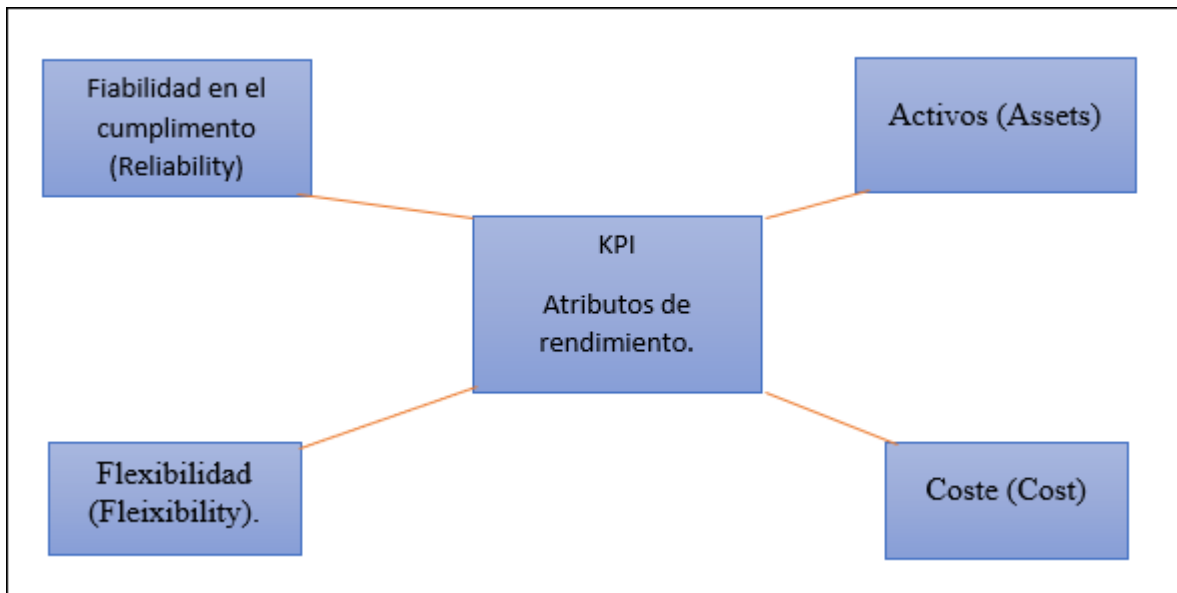 Fiabilidad en el
cumplimento
(Reliability)
Activos (Assets)
KPI
Atributos de
rendimiento.
Flexibilidad
(Fleixibility).
Coste (Cost)